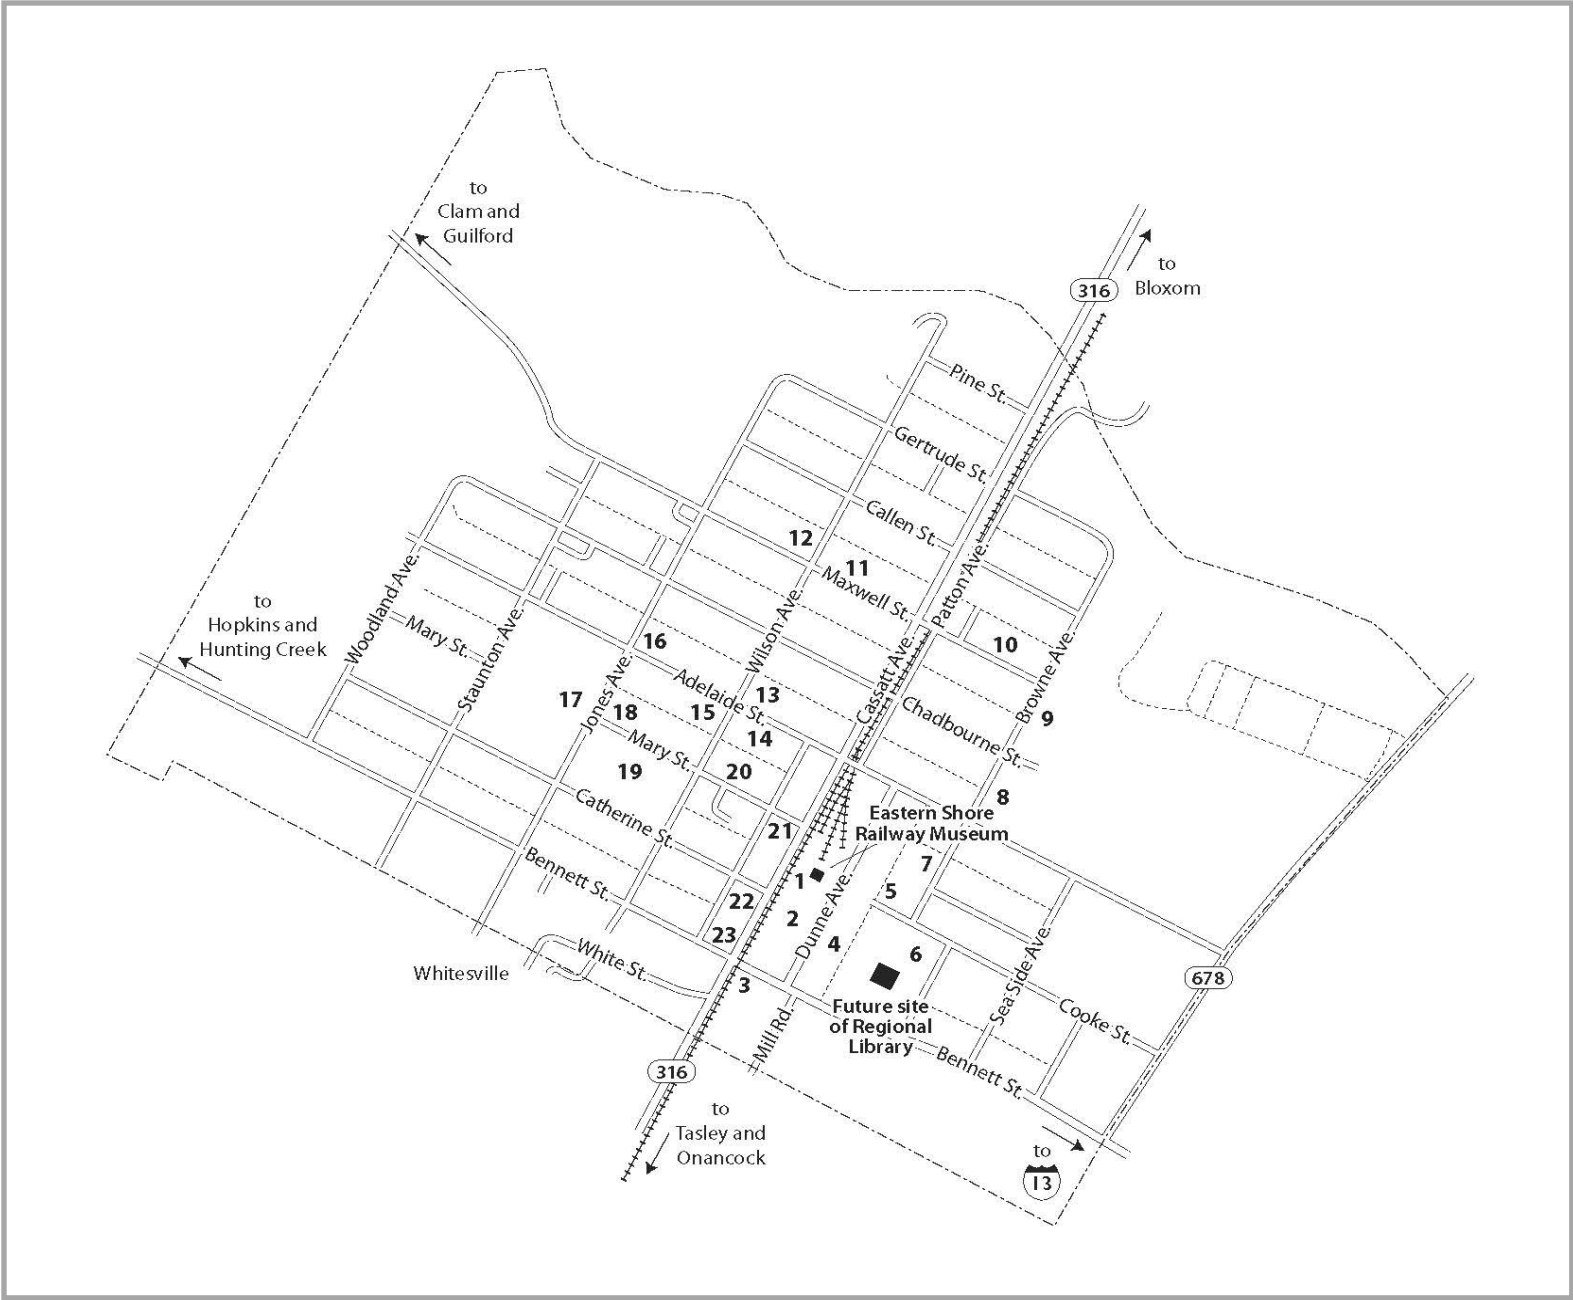 to
Clam and
Guilford
316
to
Bloxom
Pine St.
Gertrude St.
Callen St.
12
11
Maxwell St.
Patton Ave.
Woodland Ave.
to
Hopkins and
Hunting Creek
Mary St.
Staunton Ave.
Wilson Ave.
16
10
Cassatt Ave.
Browne Ave.
Jones Ave.
Adelaide St.
13
17
18
15
9
Chadbourne St.
14
Mary St.
19
20
8
Catherine St.
Eastern Shore
Railway Museum
21
7
Bennett St.
1
5
22
2
Dunne Ave.
23
4
6
White St.
Whitesville
3
Sea Side Ave.
678
Future site
of Regional
Library
Cooke St.
Mill Rd.
Bennett St.
316
to
Tasley and
Onancock
to
13